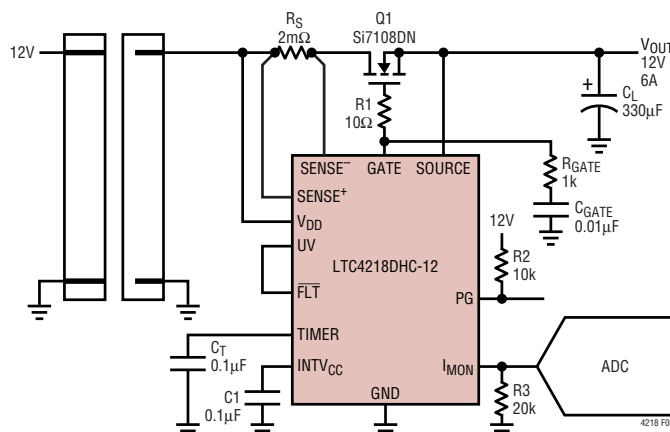 12V
RS
2mΩ
Q1
Si7108DN
R1
10Ω
VOUT
12V
6A
+
CL
330µF
RGATE
1k
CGATE
0.01µF
SENSE–
GATE
SOURCE
SENSE+
VDD
UV
FLT
TIMER
INTVCC
GND
LTC4218DHC-12
PG
IMON
12V
R2
10k
CT
0.1µF
C1
0.1µF
R3
20k
ADC